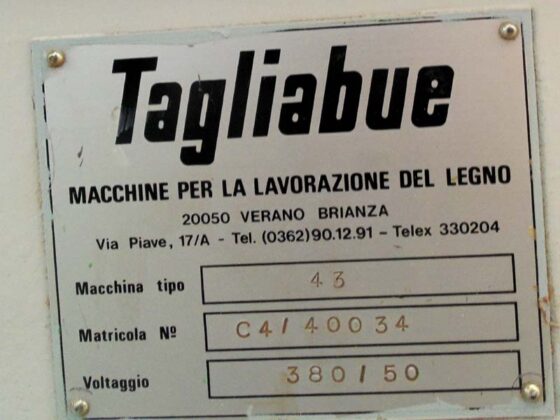 Tagliabue
MACCHINE PER LA LAVORAZIONE DEL LEGNO
20050 VERANO BRIANZA
Via Piave, 17/A - Tel. (0362)90.12.91 - Telex 330204
Macchina tipo 43
Matricola Nº C4/40034
Voltaggio 380/50